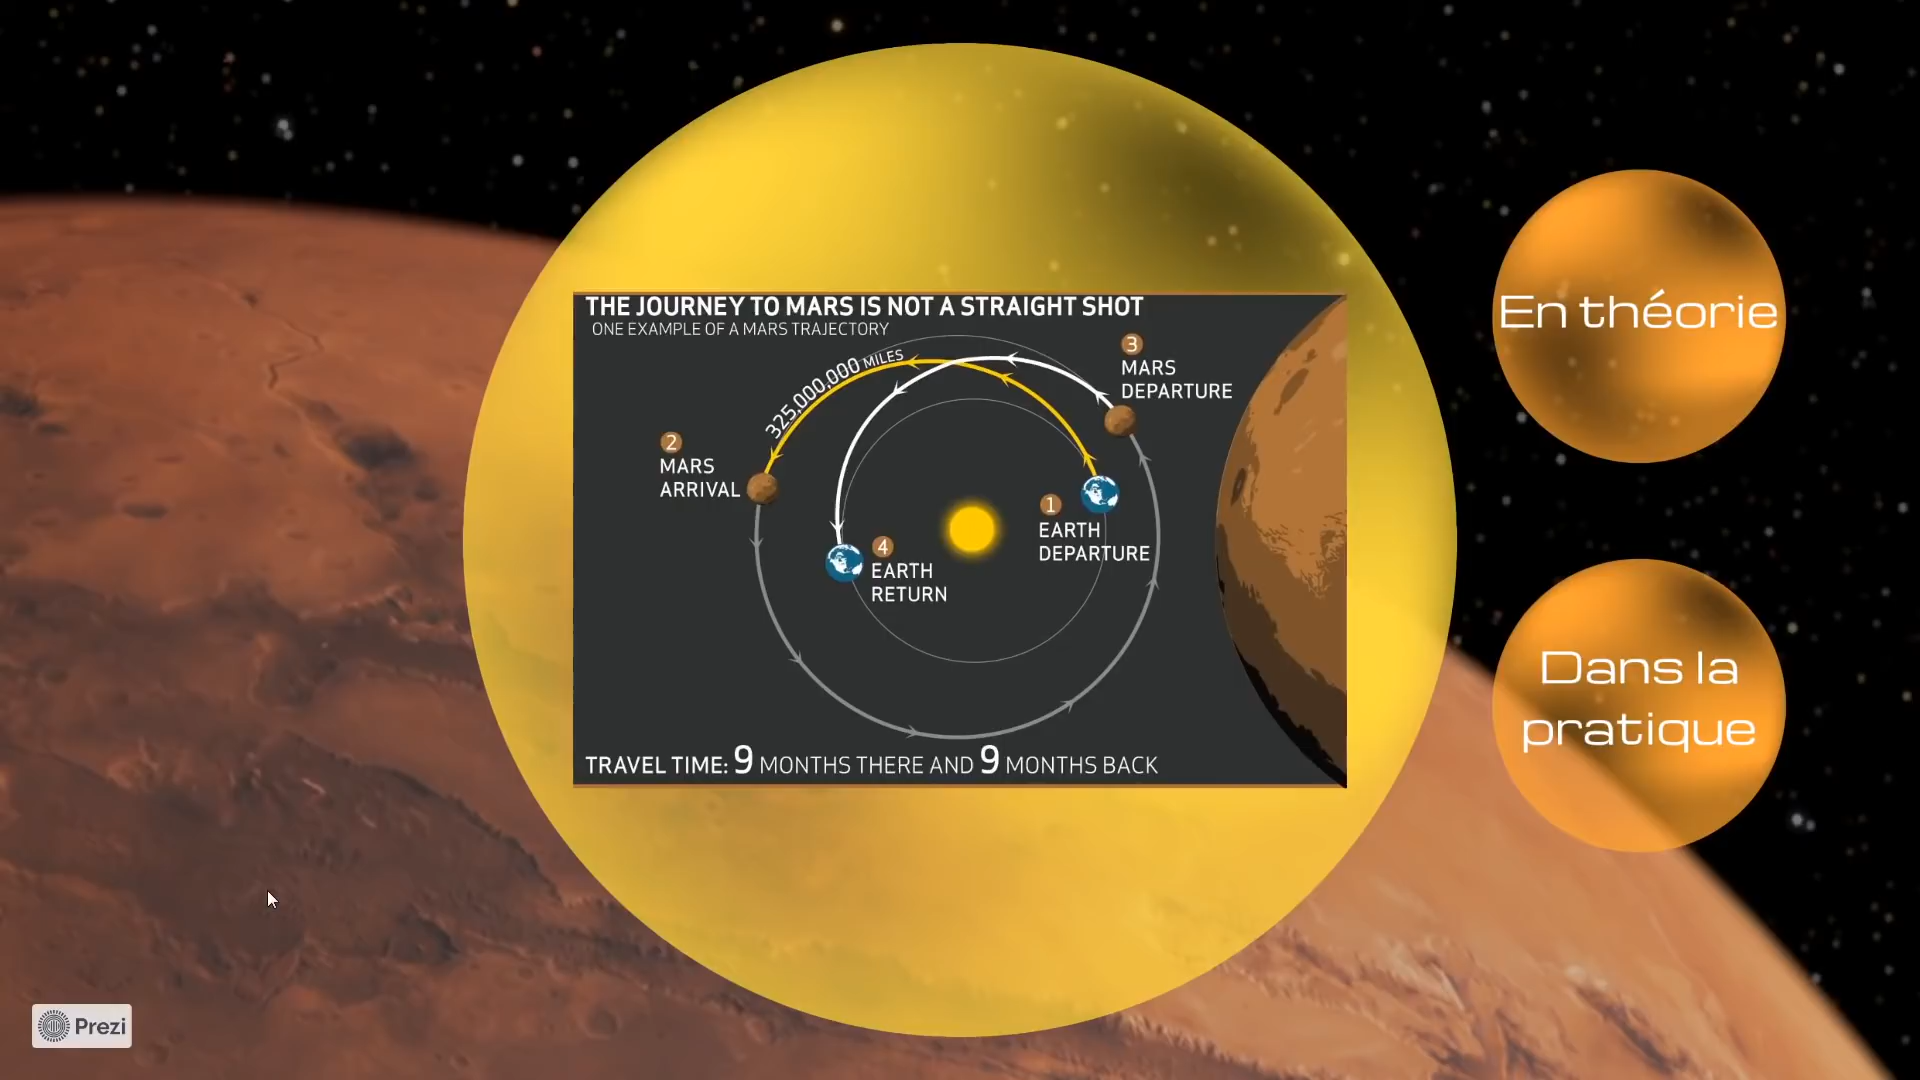 THE JOURNEY TO MARS IS NOT A STRAIGHT SHOT
ONE EXAMPLE OF A MARS TRAJECTORY
325,000,000 MILES
3
MARS
DEPARTURE
2
MARS
ARRIVAL
1
EARTH
DEPARTURE
4
EARTH
RETURN
TRAVEL TIME: 9 MONTHS THERE AND 9 MONTHS BACK
En théorie
Dans la
pratique
Prezi